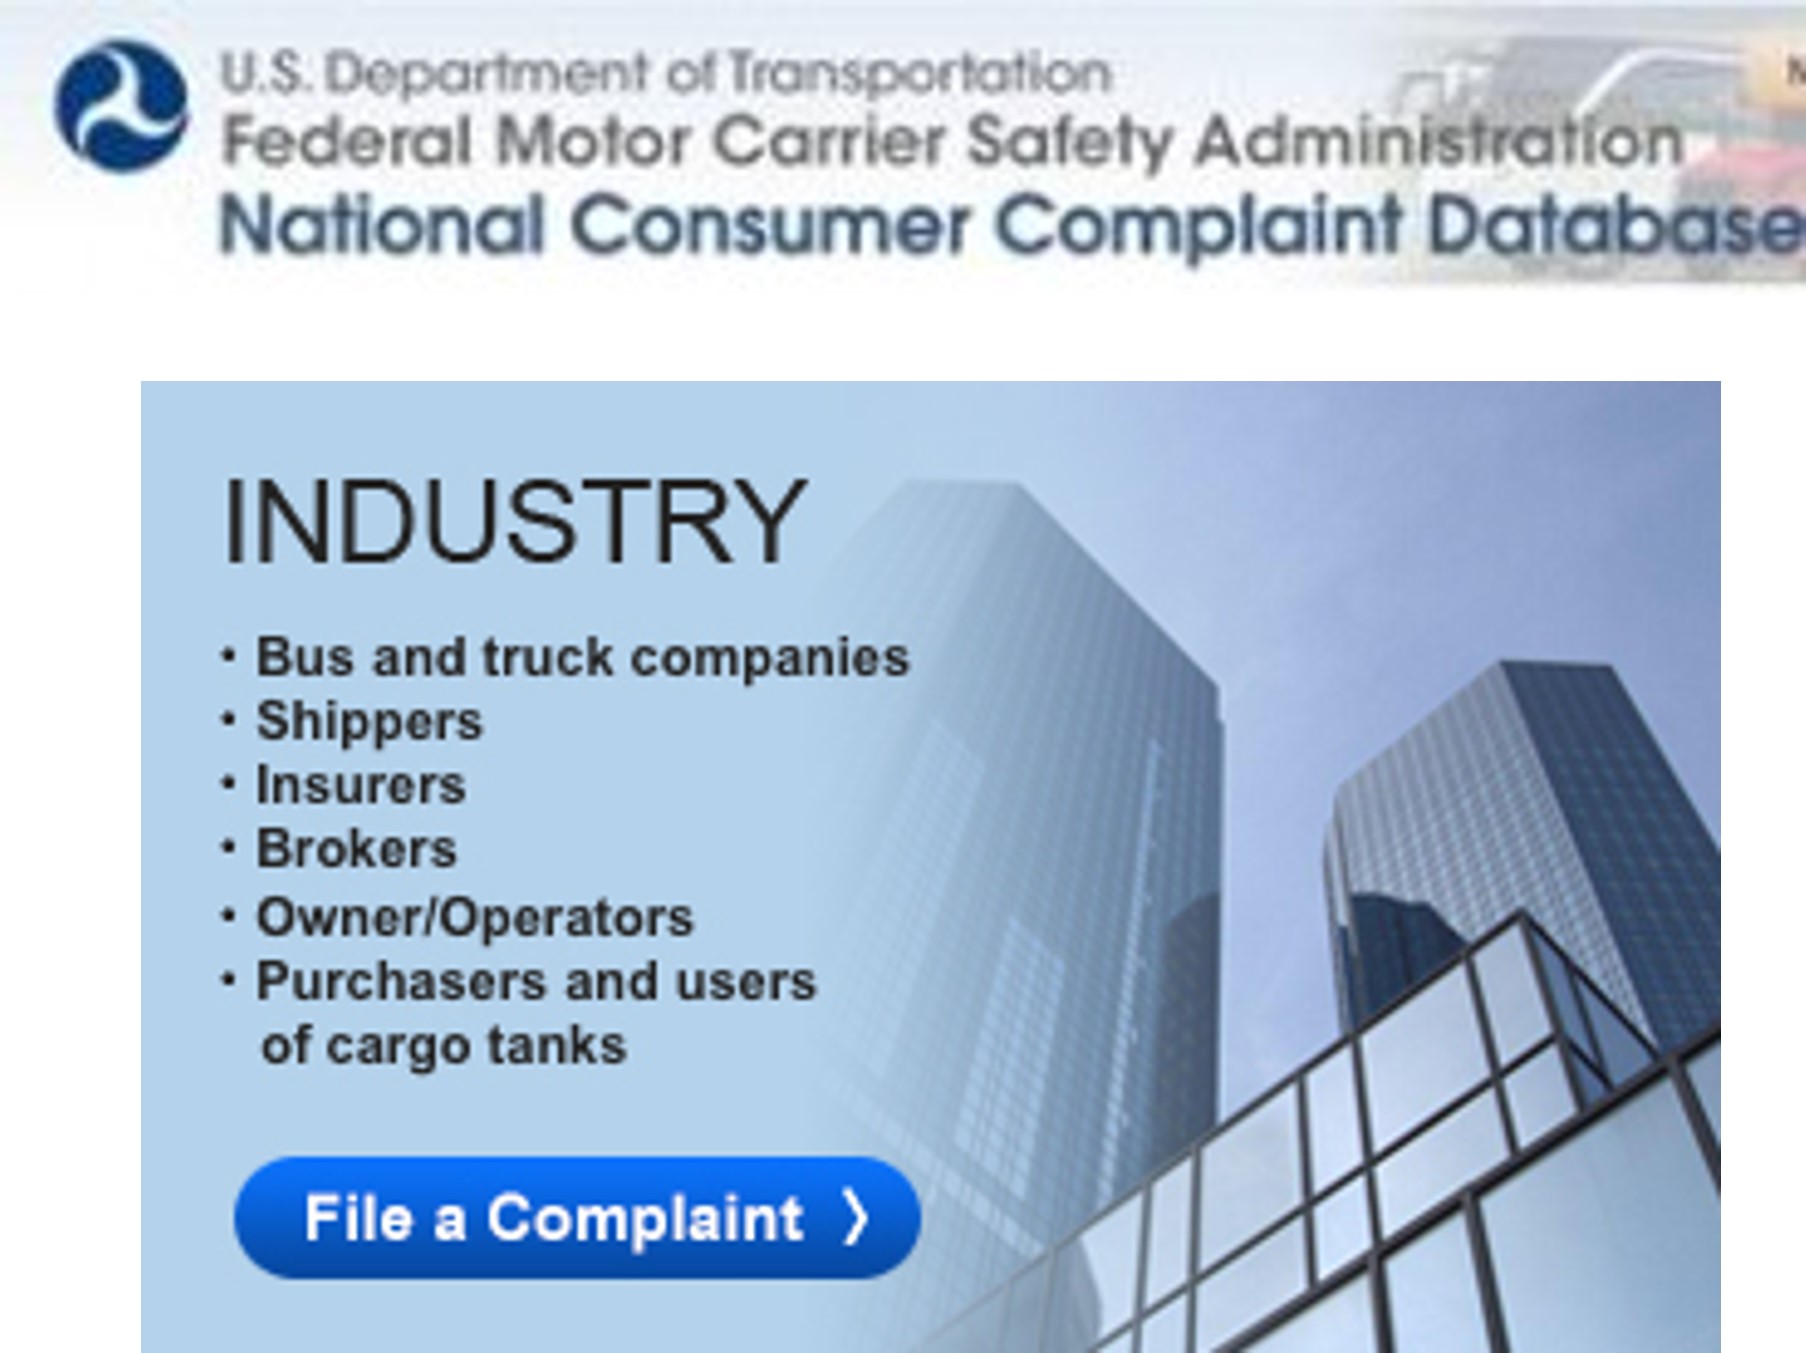 U.S. Department of Transportation
Federal Motor Carrier Safety Administration
National Consumer Complaint Database
INDUSTRY
• Bus and truck companies
• Shippers
• Insurers
• Brokers
• Owner/Operators
• Purchasers and users
of cargo tanks
File a Complaint 〉